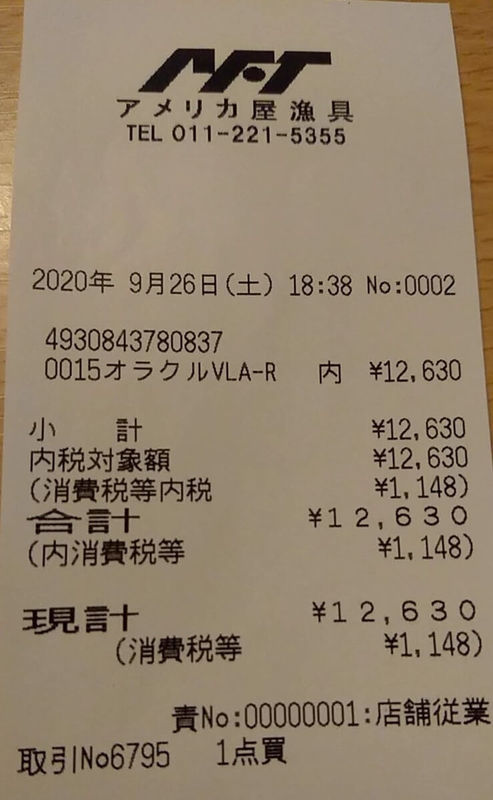 AFT
アメリカ屋漁具
TEL 011-221-5355
2020年 9月26日(土) 18:38 No:0002
4930843780837
0015オラクルVLA-R 内 ¥12,630
小 計 ¥12,630
内税対象額 ¥12,630
(消費税等内税 ¥1,148)
合計 ¥12,630
(内消費税等 ¥1,148)
現計 ¥12,630
(消費税等 ¥1,148)
責No:00000001:店舗従業
取引No6795 1点買